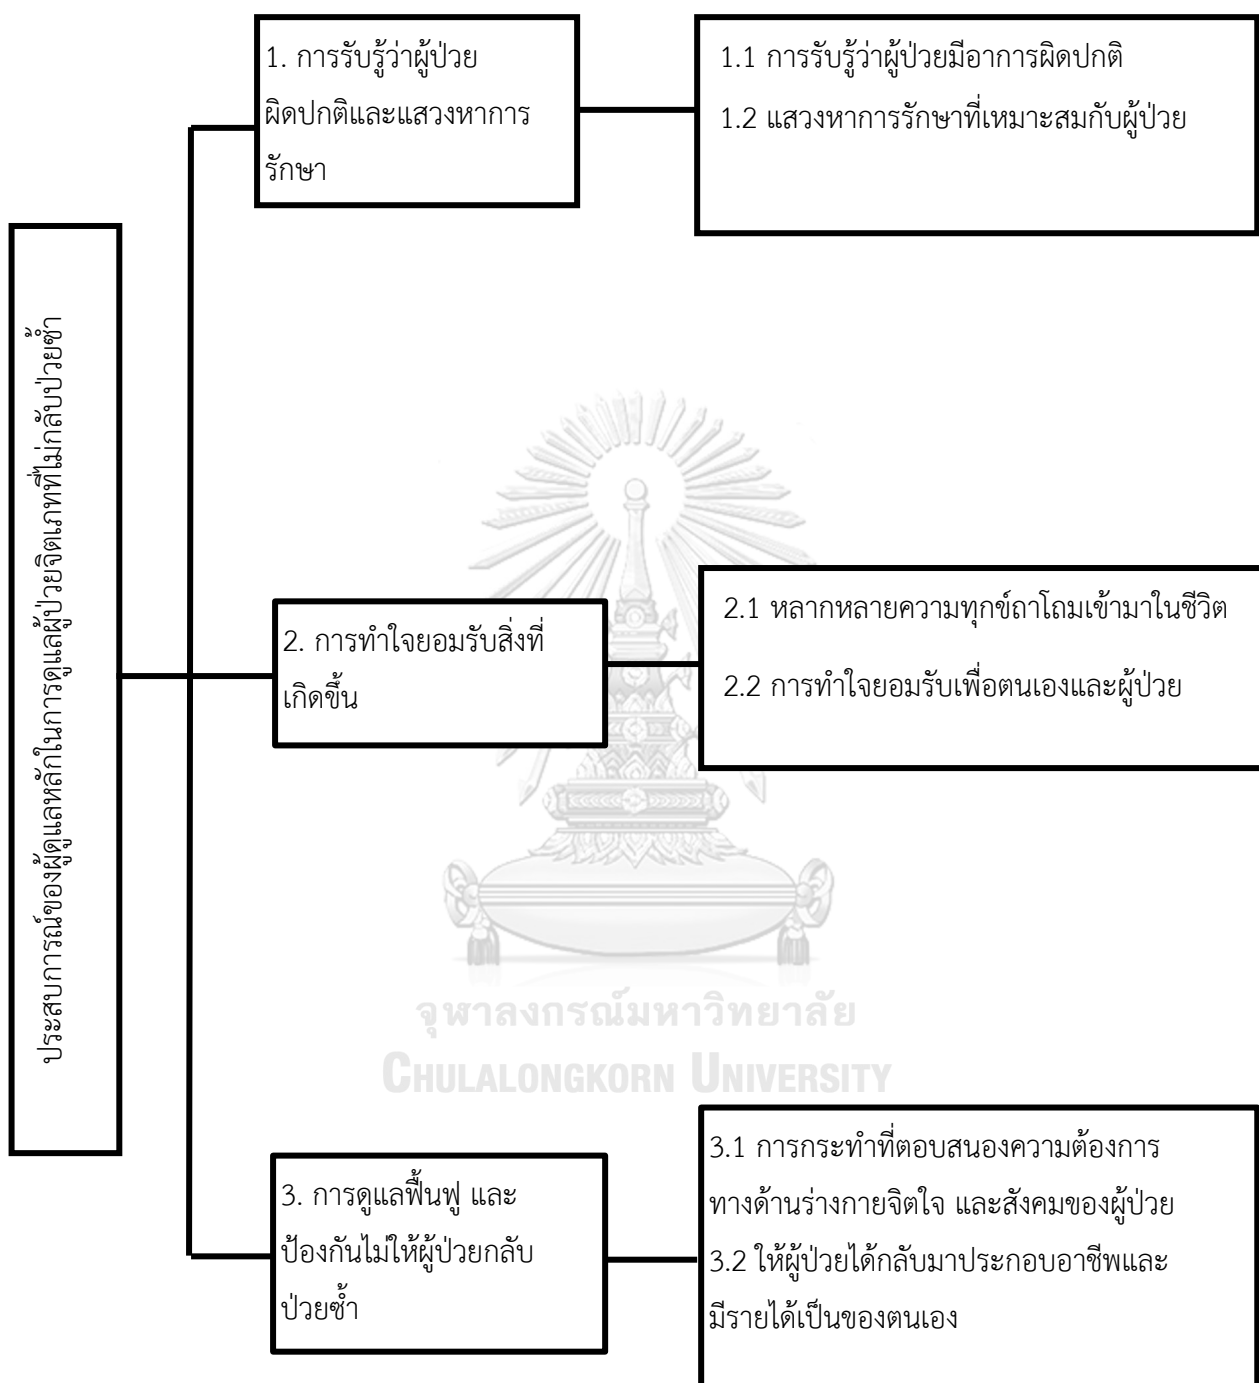 ประสบการณ์ของผู้ดูแลหลักในการดูแลผู้ป่วยจิตเภทที่ไม่กลับป่วยซ้ำ
1. การรับรู้ว่าผู้ป่วย
ผิดปกติและแสวงหาการ
รักษา
1.1 การรับรู้ว่าผู้ป่วยมีอาการผิดปกติ
1.2 แสวงหาการรักษาที่เหมาะสมกับผู้ป่วย
2. การทำใจยอมรับสิ่งที่
เกิดขึ้น
2.1 หลากหลายความทุกข์ถาโถมเข้ามาในชีวิต
2.2 การทำใจยอมรับเพื่อตนเองและผู้ป่วย
จุฬาลงกรณ์มหาวิทยาลัย
CHULALONGKORN UNIVERSITY
3. การดูแลฟื้นฟู และ
ป้องกันไม่ให้ผู้ป่วยกลับ
ป่วยซ้ำ
3.1 การกระทำที่ตอบสนองความต้องการ
ทางด้านร่างกายจิตใจ และสังคมของผู้ป่วย
3.2 ให้ผู้ป่วยได้กลับมาประกอบอาชีพและ
มีรายได้เป็นของตนเอง